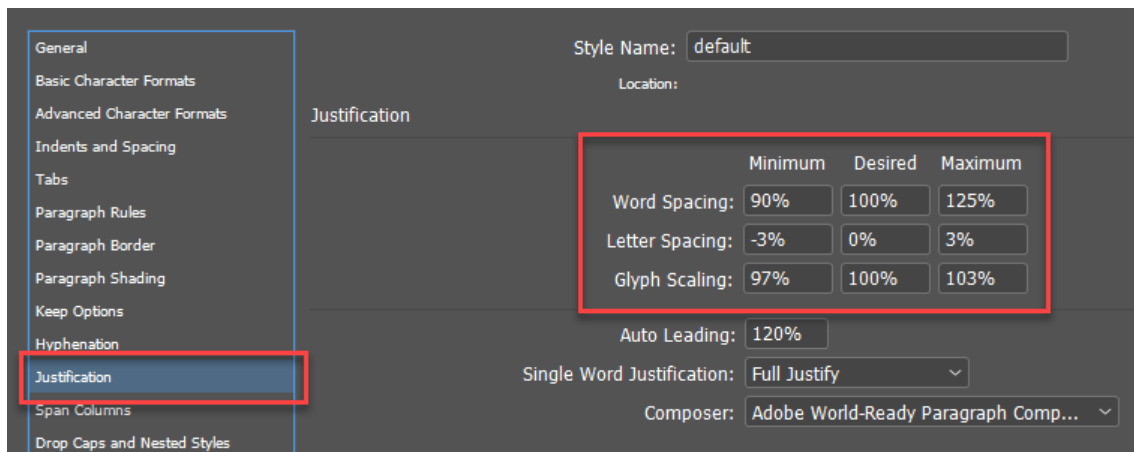 General
Basic Character Formats
Advanced Character Formats
Indents and Spacing
Tabs
Paragraph Rules
Paragraph Border
Paragraph Shading
Keep Options
Hyphenation
Justification
Span Columns
Drop Caps and Nested Styles
Style Name: default
Location:
Justification
Minimum Desired Maximum
Word Spacing: 90% 100% 125%
Letter Spacing: -3% 0% 3%
Glyph Scaling: 97% 100% 103%
Auto Leading: 120%
Single Word Justification: Full Justify
Composer: Adobe World-Ready Paragraph Comp...